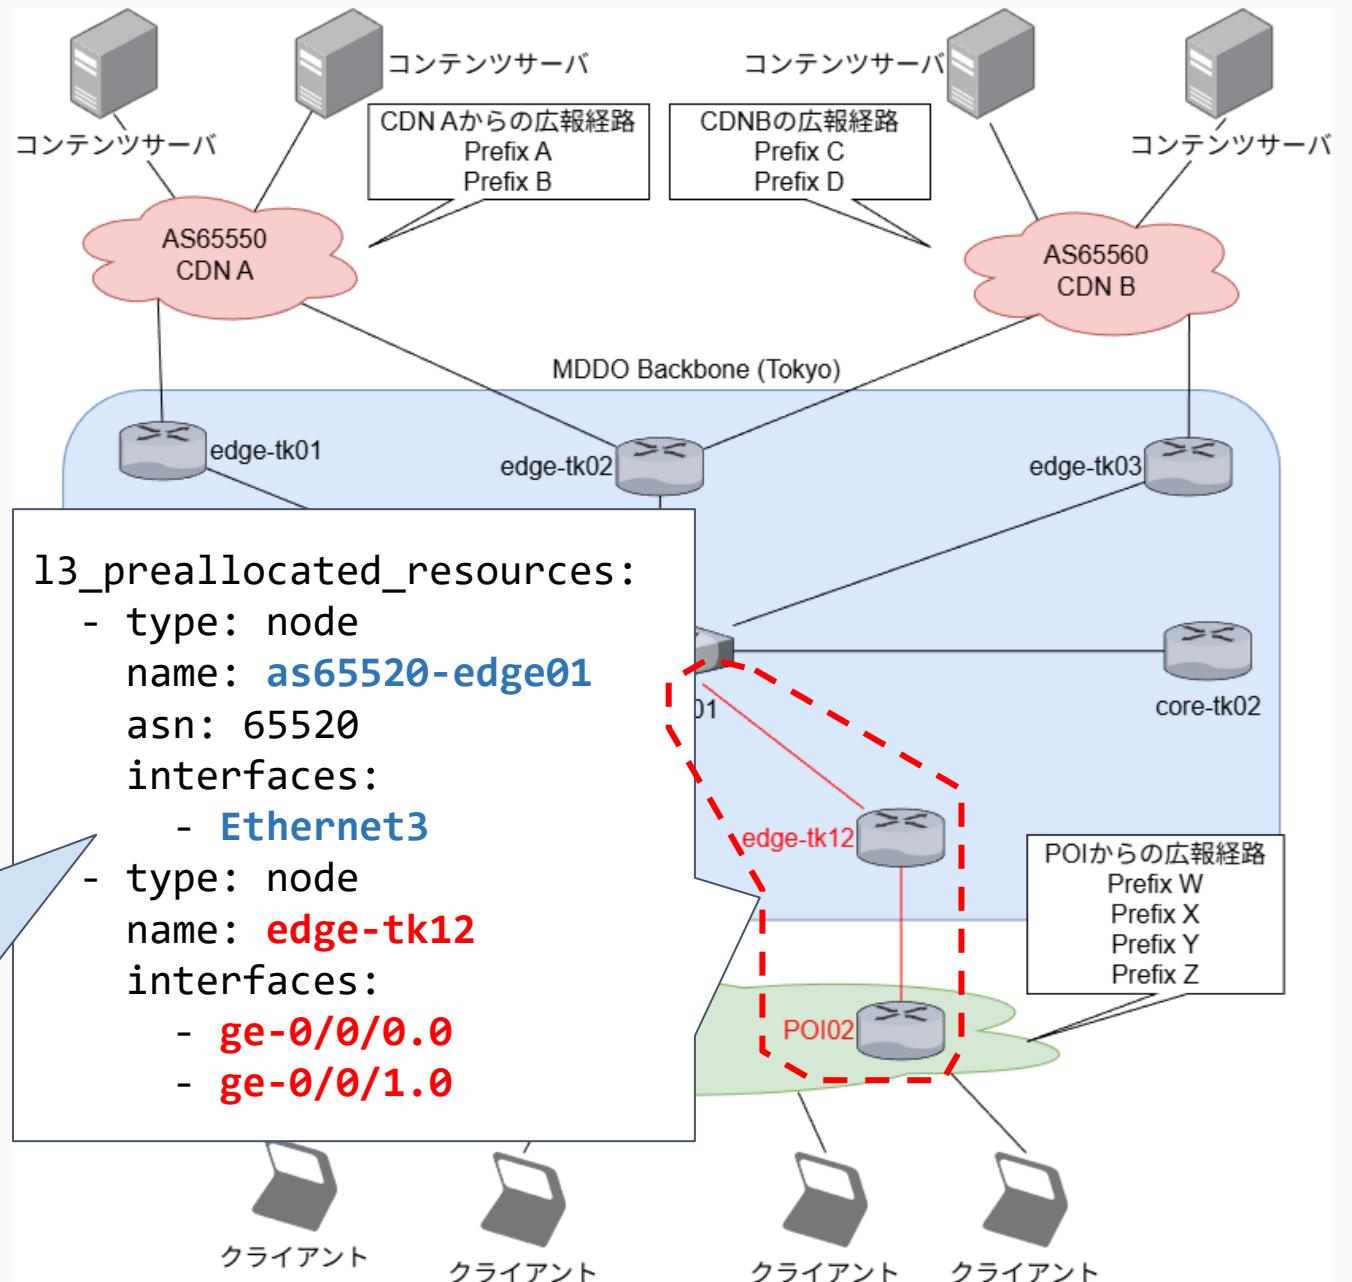 コンテンツサーバ
コンテンツサーバ
コンテンツサーバ
コンテンツサーバ
CDN Aからの広報経路
Prefix A
Prefix B
CDNBの広報経路
Prefix C
Prefix D
AS65550
CDN A
AS65560
CDN B
MDDO Backbone (Tokyo)
edge-tk01
edge-tk02
edge-tk03
l3_preallocated_resources:
- type: node
name: as65520-edge01
asn: 65520
interfaces:
- Ethernet3
- type: node
name: edge-tk12
interfaces:
- ge-0/0/0.0
- ge-0/0/1.0
01
core-tk02
edge-tk12
POIからの広報経路
Prefix W
Prefix X
Prefix Y
Prefix Z
POI02
クライアント
クライアント
クライアント
クライアント